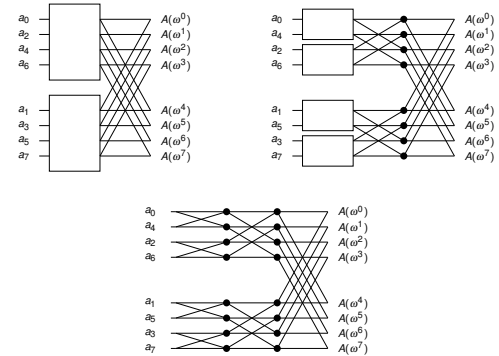 a₀ A(ω⁰)
a₂ A(ω¹)
a₄ A(ω²)
a₆ A(ω³)
a₁ A(ω⁴)
a₃ A(ω⁵)
a₅ A(ω⁶)
a₇ A(ω⁷)
a₀ A(ω⁰)
a₄ A(ω¹)
a₂ A(ω²)
a₆ A(ω³)
a₁ A(ω⁴)
a₅ A(ω⁵)
a₃ A(ω⁶)
a₇ A(ω⁷)
a₀ A(ω⁰)
a₄ A(ω¹)
a₂ A(ω²)
a₆ A(ω³)
a₁ A(ω⁴)
a₅ A(ω⁵)
a₃ A(ω⁶)
a₇ A(ω⁷)